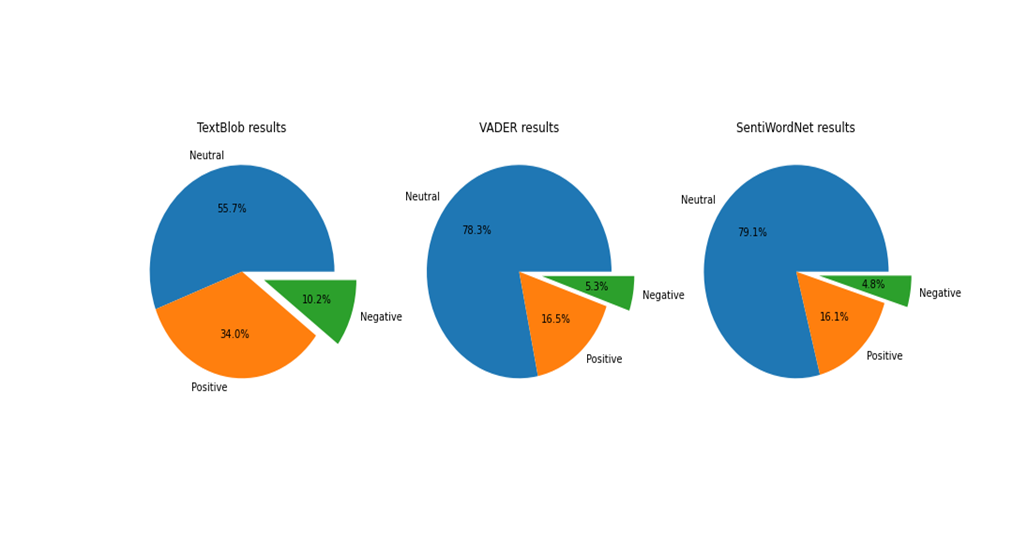 TextBlob results
Neutral
55.7%
10.2%
Negative
34.0%
Positive
VADER results
Neutral
78.3%
5.3%
Negative
16.5%
Positive
SentiWordNet results
Neutral
79.1%
4.8%
Negative
16.1%
Positive